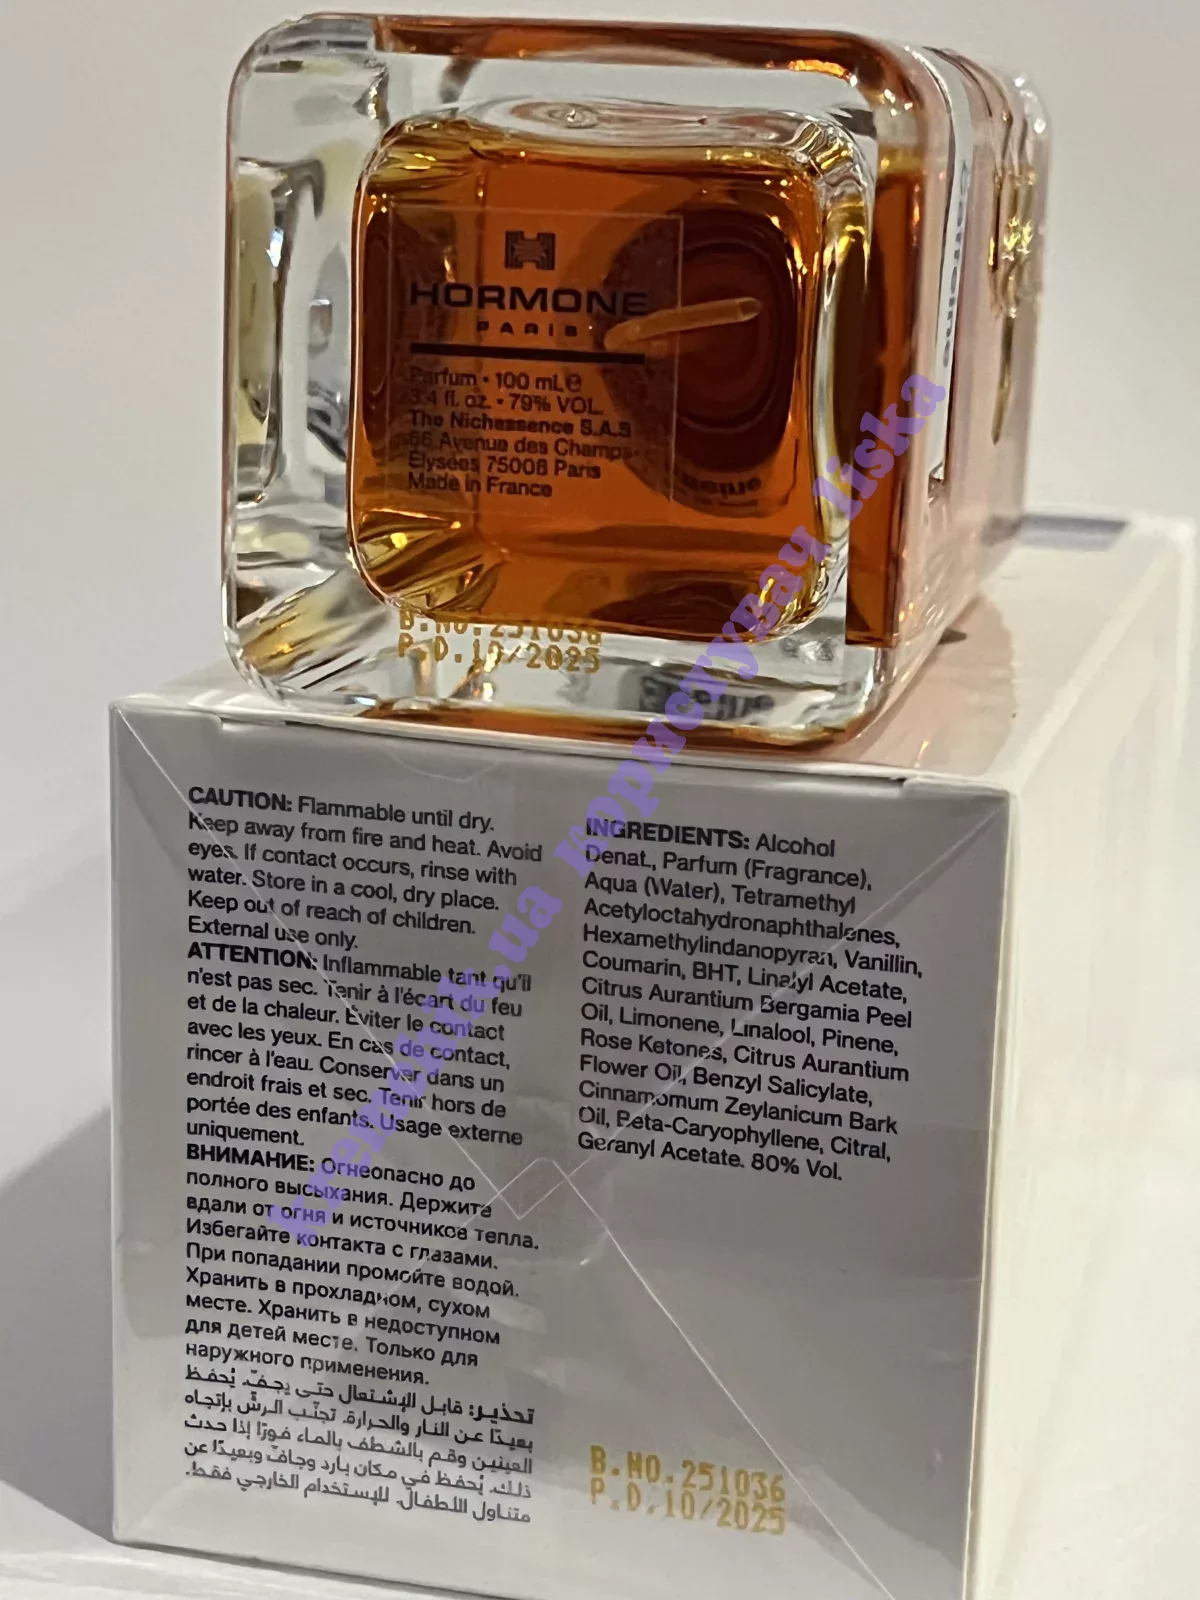 HORMONE
PARIS
Parfum • 100 mL e
3.4 fl. oz. • 79% VOL.
The Nichessence S.A.S
66 Avenue des Champs-
Élysées 75008 Paris
Made in France
B.NO.251036
P.D.10/2025
CAUTION: Flammable until dry.
Keep away from fire and heat. Avoid
eyes. If contact occurs, rinse with
water. Store in a cool, dry place.
Keep out of reach of children.
External use only.
ATTENTION: Inflammable tant qu'il
n'est pas sec. Tenir à l'écart du feu
et de la chaleur. Éviter le contact
avec les yeux. En cas de contact,
rincer à l'eau. Conserver dans un
endroit frais et sec. Tenir hors de
portée des enfants. Usage externe
uniquement.
ВНИМАНИЕ: Огнеопасно до
полного высыхания. Держите
вдали от огня и источников тепла.
Избегайте контакта с глазами.
При попадании промойте водой.
Хранить в прохладном, сухом
месте. Хранить в недоступном
для детей месте. Только для
наружного применения.
تحذير: قابل للإشتعال حتى يجفّ. يُحفظ
بعيدًا عن النار والحرارة. تجنّب الرشّ بإتجاه
العينين وقم بالشطف بالماء فورًا إذا حدث
ذلك. يُحفظ في مكان بارد وجافّ وبعيدًا عن
متناول الأطفال. للإستخدام الخارجي فقط.
INGREDIENTS: Alcohol
Denat., Parfum (Fragrance),
Aqua (Water), Tetramethyl
Acetyloctahydronaphthalenes,
Hexamethylindanopyran, Vanillin,
Coumarin, BHT, Linalyl Acetate,
Citrus Aurantium Bergamia Peel
Oil, Limonene, Linalool, Pinene,
Rose Ketones, Citrus Aurantium
Flower Oil, Benzyl Salicylate,
Cinnamomum Zeylanicum Bark
Oil, Beta-Caryophyllene, Citral,
Geranyl Acetate. 80% Vol.
B.NO.251036
P.D.10/2025
.ua користувач liska